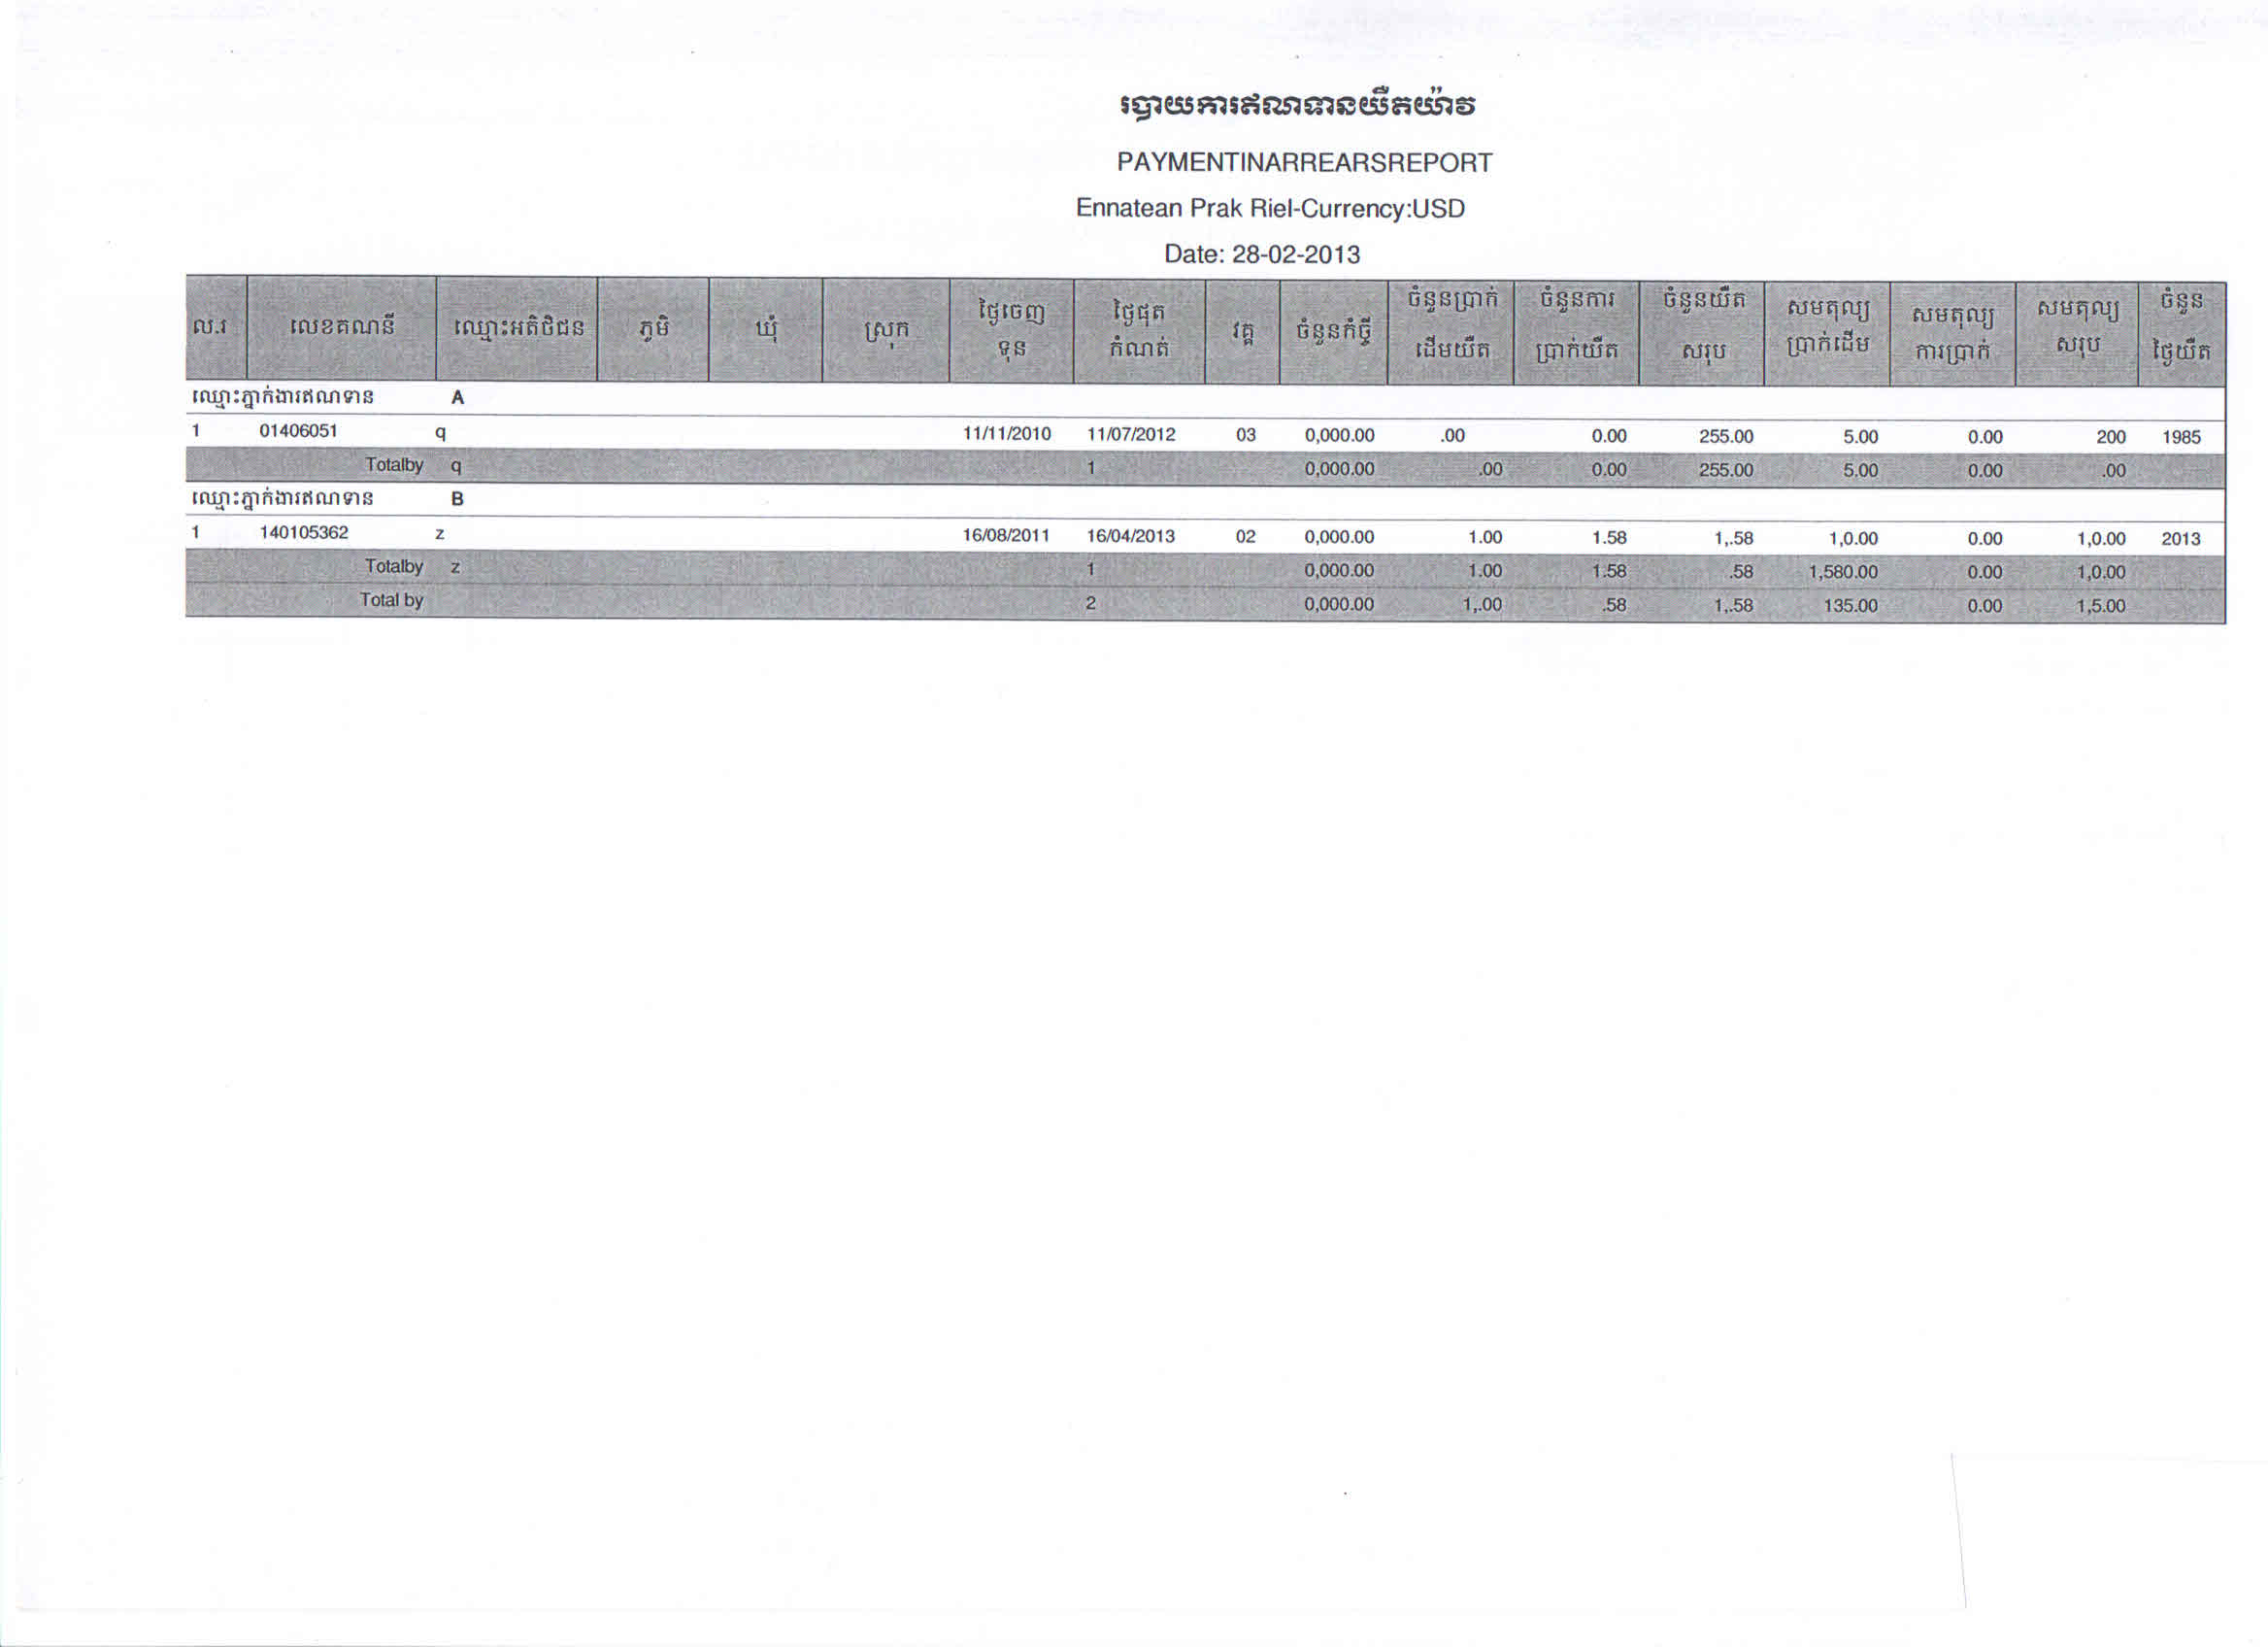 របាយការឥណទានយឺតយ៉ាវ
PAYMENTINARREARSREPORT
Ennatean Prak Riel-Currency:USD
Date: 28-02-2013
ល.រ លេខគណនី ឈ្មោះអតិថិជន ភូមិ ឃុំ ស្រុក ថ្ងៃចេញទុន ថ្ងៃផុតកំណត់ វគ្គ ចំនួនកំច្ចី ចំនួនប្រាក់ដើមយឺត ចំនួនការប្រាក់យឺត ចំនួនយឺតសរុប សមតុល្យប្រាក់ដើម សមតុល្យការប្រាក់ សមតុល្យសរុប ចំនួនថ្ងៃយឺត
ឈ្មោះភ្នាក់ងារឥណទាន A
1 01406051 q 11/11/2010 11/07/2012 03 0,000.00 .00 0.00 255.00 5.00 0.00 200 1985
Totalby q 1 0,000.00 .00 0.00 255.00 5.00 0.00 .00
ឈ្មោះភ្នាក់ងារឥណទាន B
1 140105362 z 16/08/2011 16/04/2013 02 0,000.00 1.00 1.58 1,.58 1,0.00 0.00 1,0.00 2013
Totalby z 1 0,000.00 1.00 1.58 .58 1,580.00 0.00 1,0.00
Total by 2 0,000.00 1,.00 .58 1,.58 135.00 0.00 1,5.00